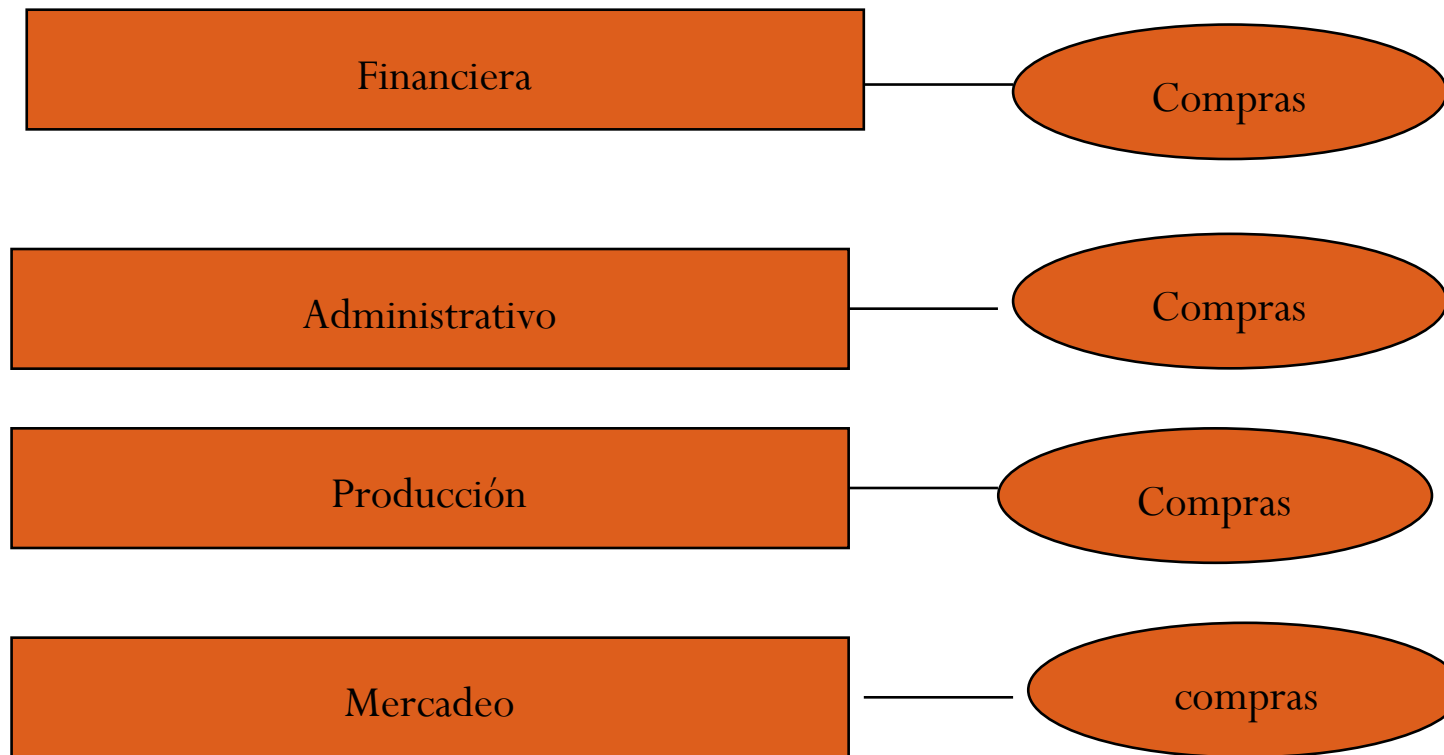 Financiera
Compras
Administrativo
Compras
Producción
Compras
Mercadeo
compras